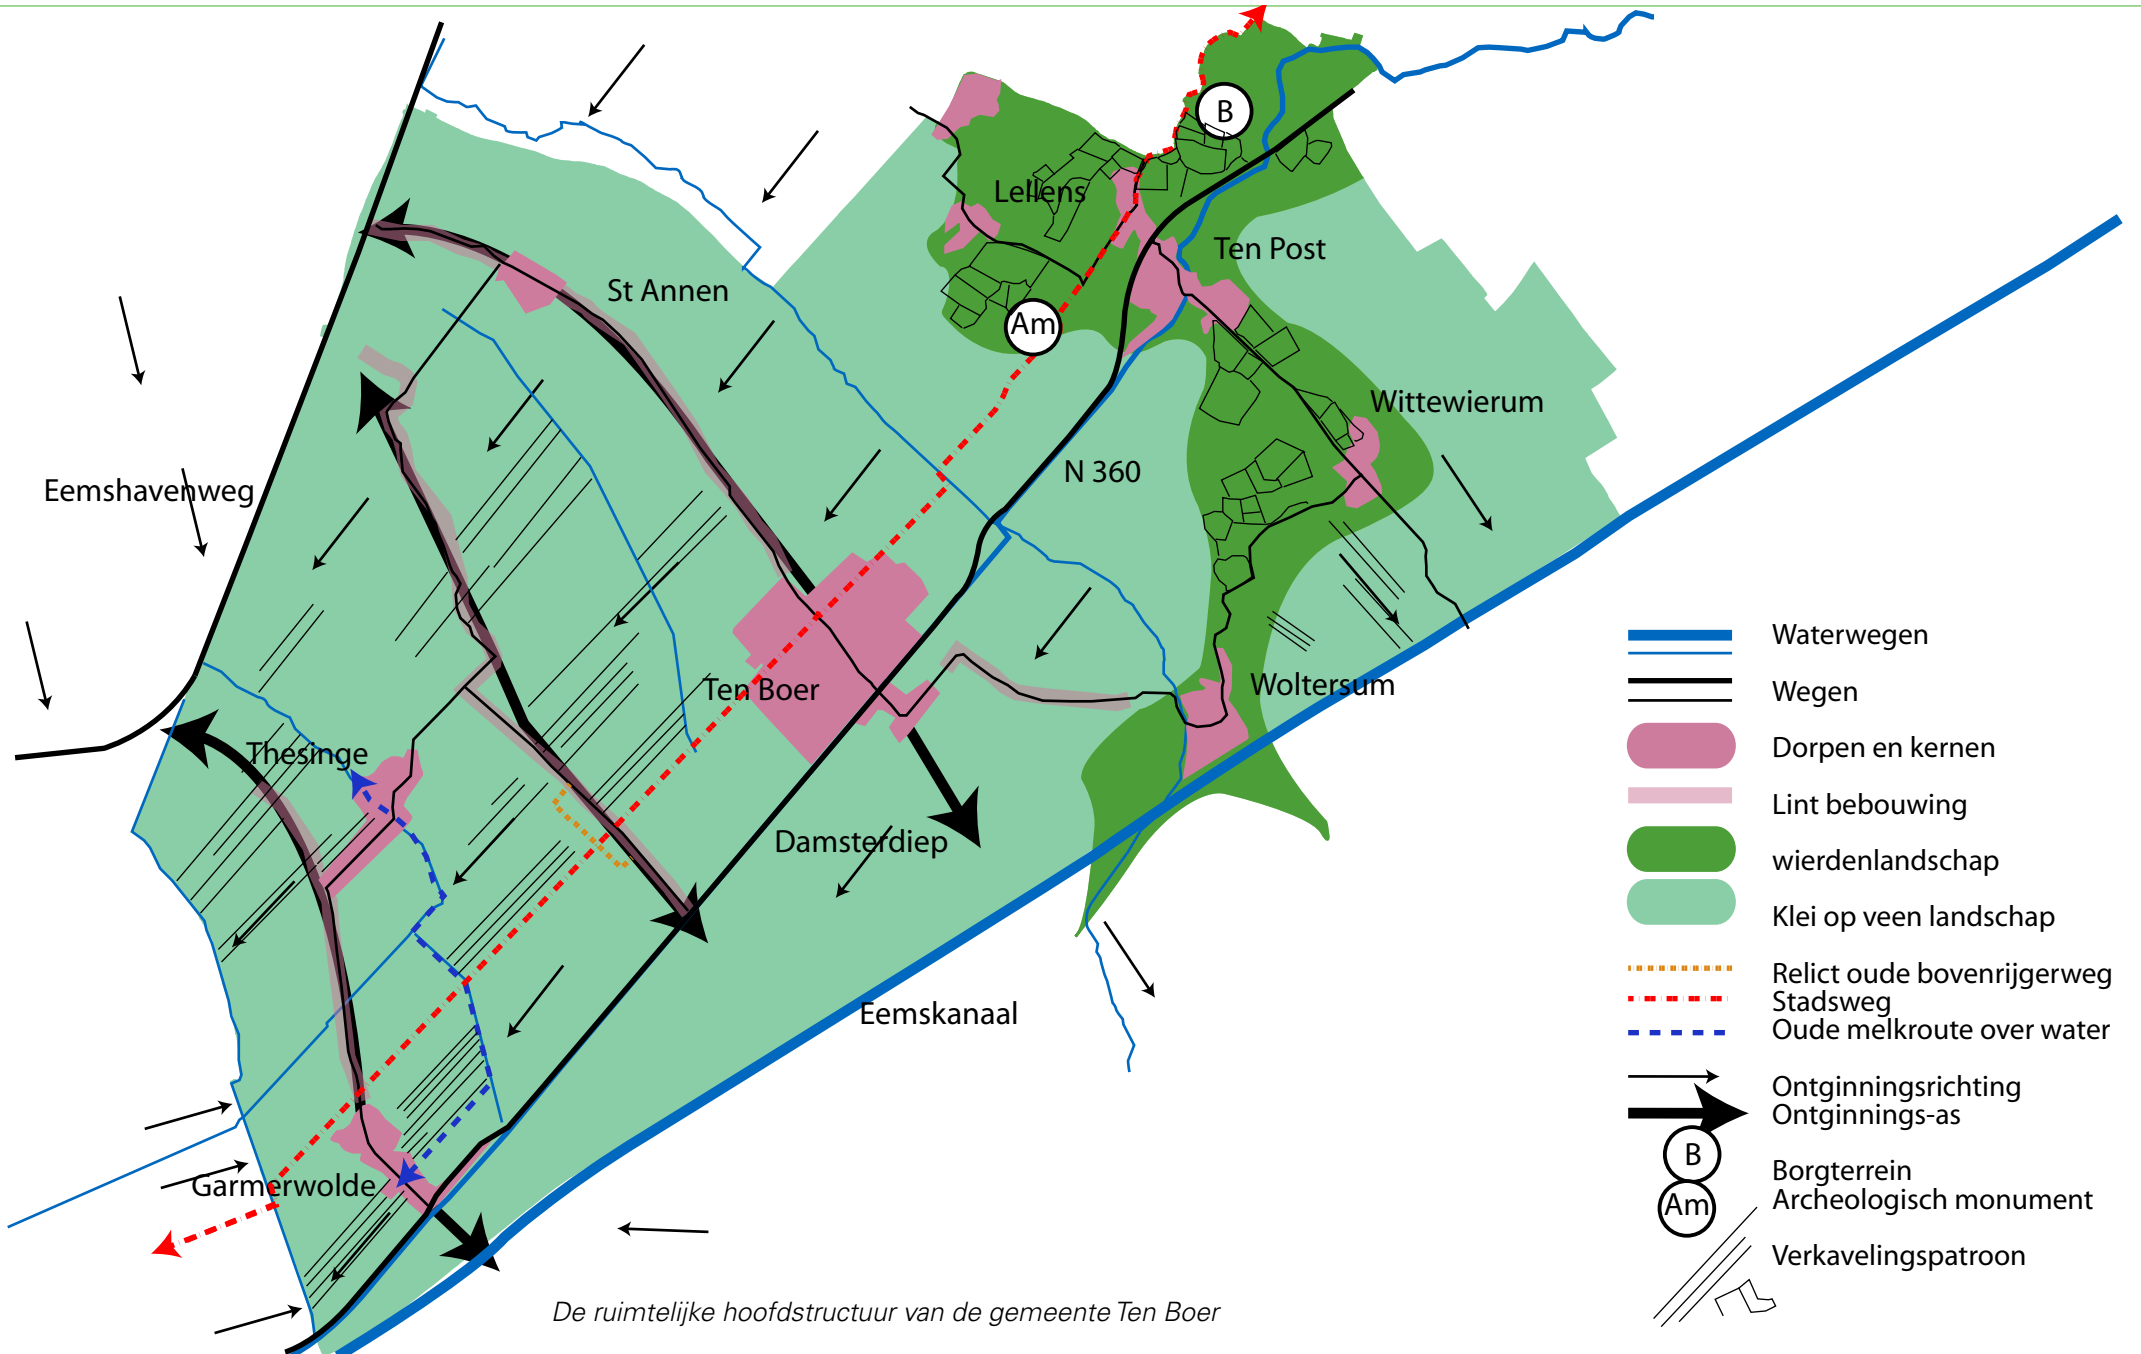 B
Lellens
Ten Post
St Annen
Am
Wittewierum
N 360
Eemshavenweg
Ten Boer
Woltersum
Thesinge
Damsterdiep
Eemskanaal
Garmerwolde
Waterwegen
Wegen
Dorpen en kernen
Lint bebouwing
wierdenlandschap
Klei op veen landschap
Relict oude bovenrijgerweg
Stadsweg
Oude melkroute over water
Ontginningsrichting
Ontginnings-as
B
Borgterrein
Am
Archeologisch monument
Verkavelingspatroon
De ruimtelijke hoofdstructuur van de gemeente Ten Boer